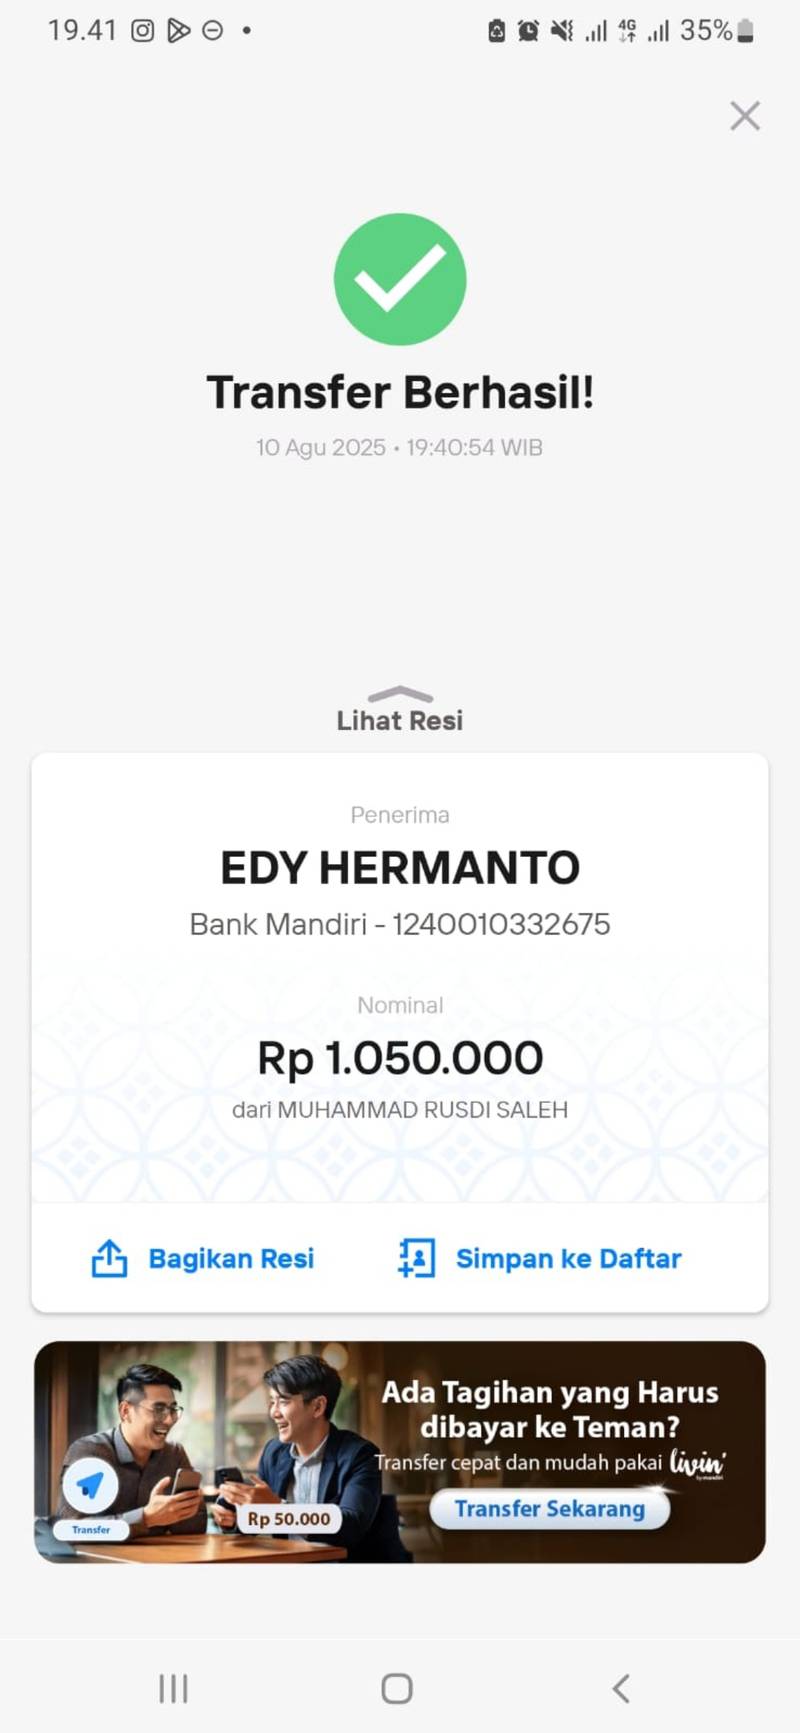 19.41
4G
35%
Transfer Berhasil!
10 Agu 2025 • 19:40:54 WIB
Lihat Resi
Penerima
EDY HERMANTO
Bank Mandiri - 1240010332675
Nominal
Rp 1.050.000
dari MUHAMMAD RUSDI SALEH
Bagikan Resi
Simpan ke Daftar
Ada Tagihan yang Harus
dibayar ke Teman?
Transfer cepat dan mudah pakai livin'
by mandiri
Transfer Sekarang
Rp 50.000
Transfer